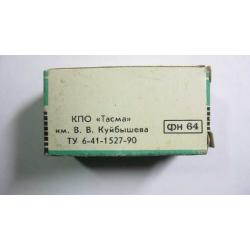 КПО «Тасма»
им. В. В. Куйбышева
ТУ 6-41-1527-90
ФН 64